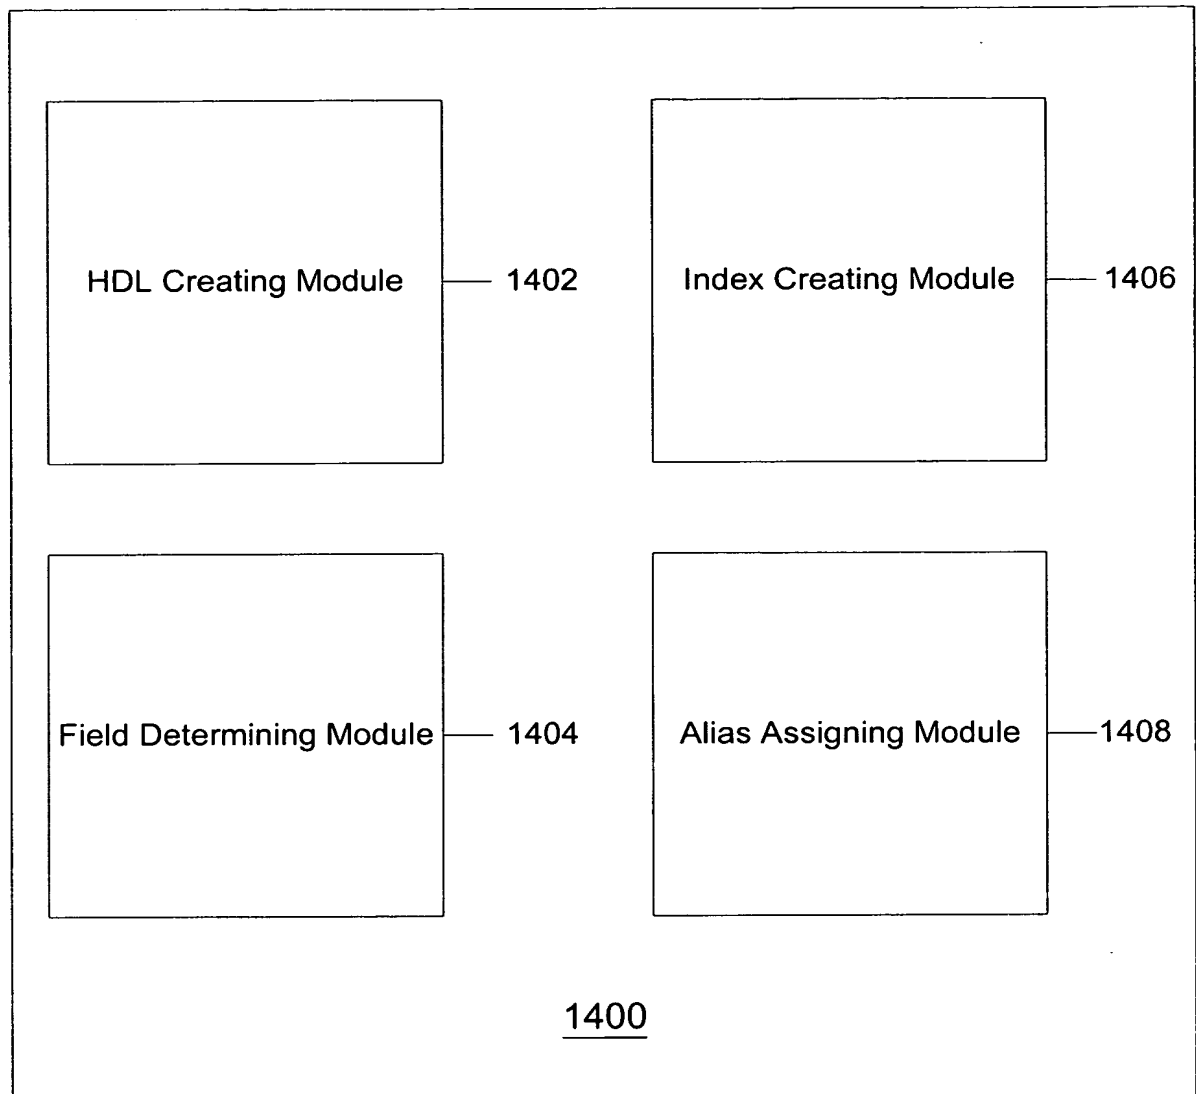 HDL Creating Module 1402
Index Creating Module 1406
Field Determining Module 1404
Alias Assigning Module 1408
1400